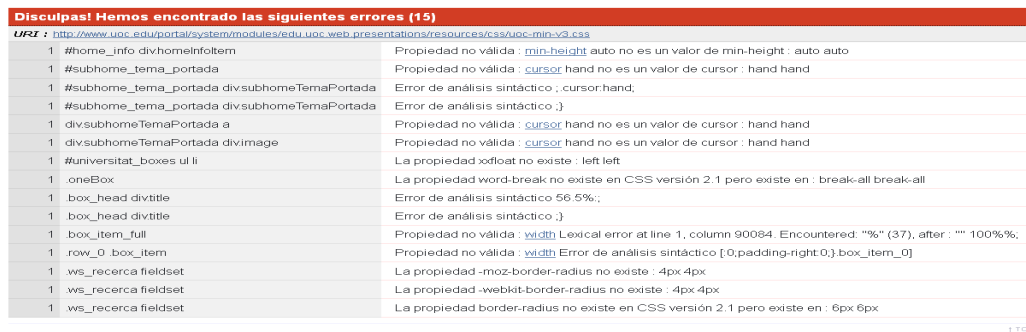 Disculpas! Hemos encontrado las siguientes errores (15)
URI : http://www.uoc.edu/portal/system/modules/edu.uoc.web.presentations/resources/css/uoc-min-v3.css
1 #home_info div.homeInfoItem Propiedad no válida : min-height auto no es un valor de min-height : auto auto
1 #subhome_tema_portada Propiedad no válida : cursor hand no es un valor de cursor : hand hand
1 #subhome_tema_portada div.subhomeTemaPortada Error de análisis sintáctico ;.cursor:hand;
1 #subhome_tema_portada div.subhomeTemaPortada Error de análisis sintáctico ;}
1 div.subhomeTemaPortada a Propiedad no válida : cursor hand no es un valor de cursor : hand hand
1 div.subhomeTemaPortada div.image Propiedad no válida : cursor hand no es un valor de cursor : hand hand
1 #universitat_boxes ul li La propiedad xxfloat no existe : left left
1 .oneBox La propiedad word-break no existe en CSS versión 2.1 pero existe en : break-all break-all
1 .box_head div.title Error de análisis sintáctico 56.5%:;
1 .box_head div.title Error de análisis sintáctico ;}
1 .box_item_full Propiedad no válida : width Lexical error at line 1, column 90084. Encountered: "%" (37), after : "" 100%%;
1 .row_0 .box_item Propiedad no válida : width Error de análisis sintáctico [:0;padding-right:0;}.box_item_0]
1 .ws_recerca fieldset La propiedad -moz-border-radius no existe : 4px 4px
1 .ws_recerca fieldset La propiedad -webkit-border-radius no existe : 4px 4px
1 .ws_recerca fieldset La propiedad border-radius no existe en CSS versión 2.1 pero existe en : 6px 6px